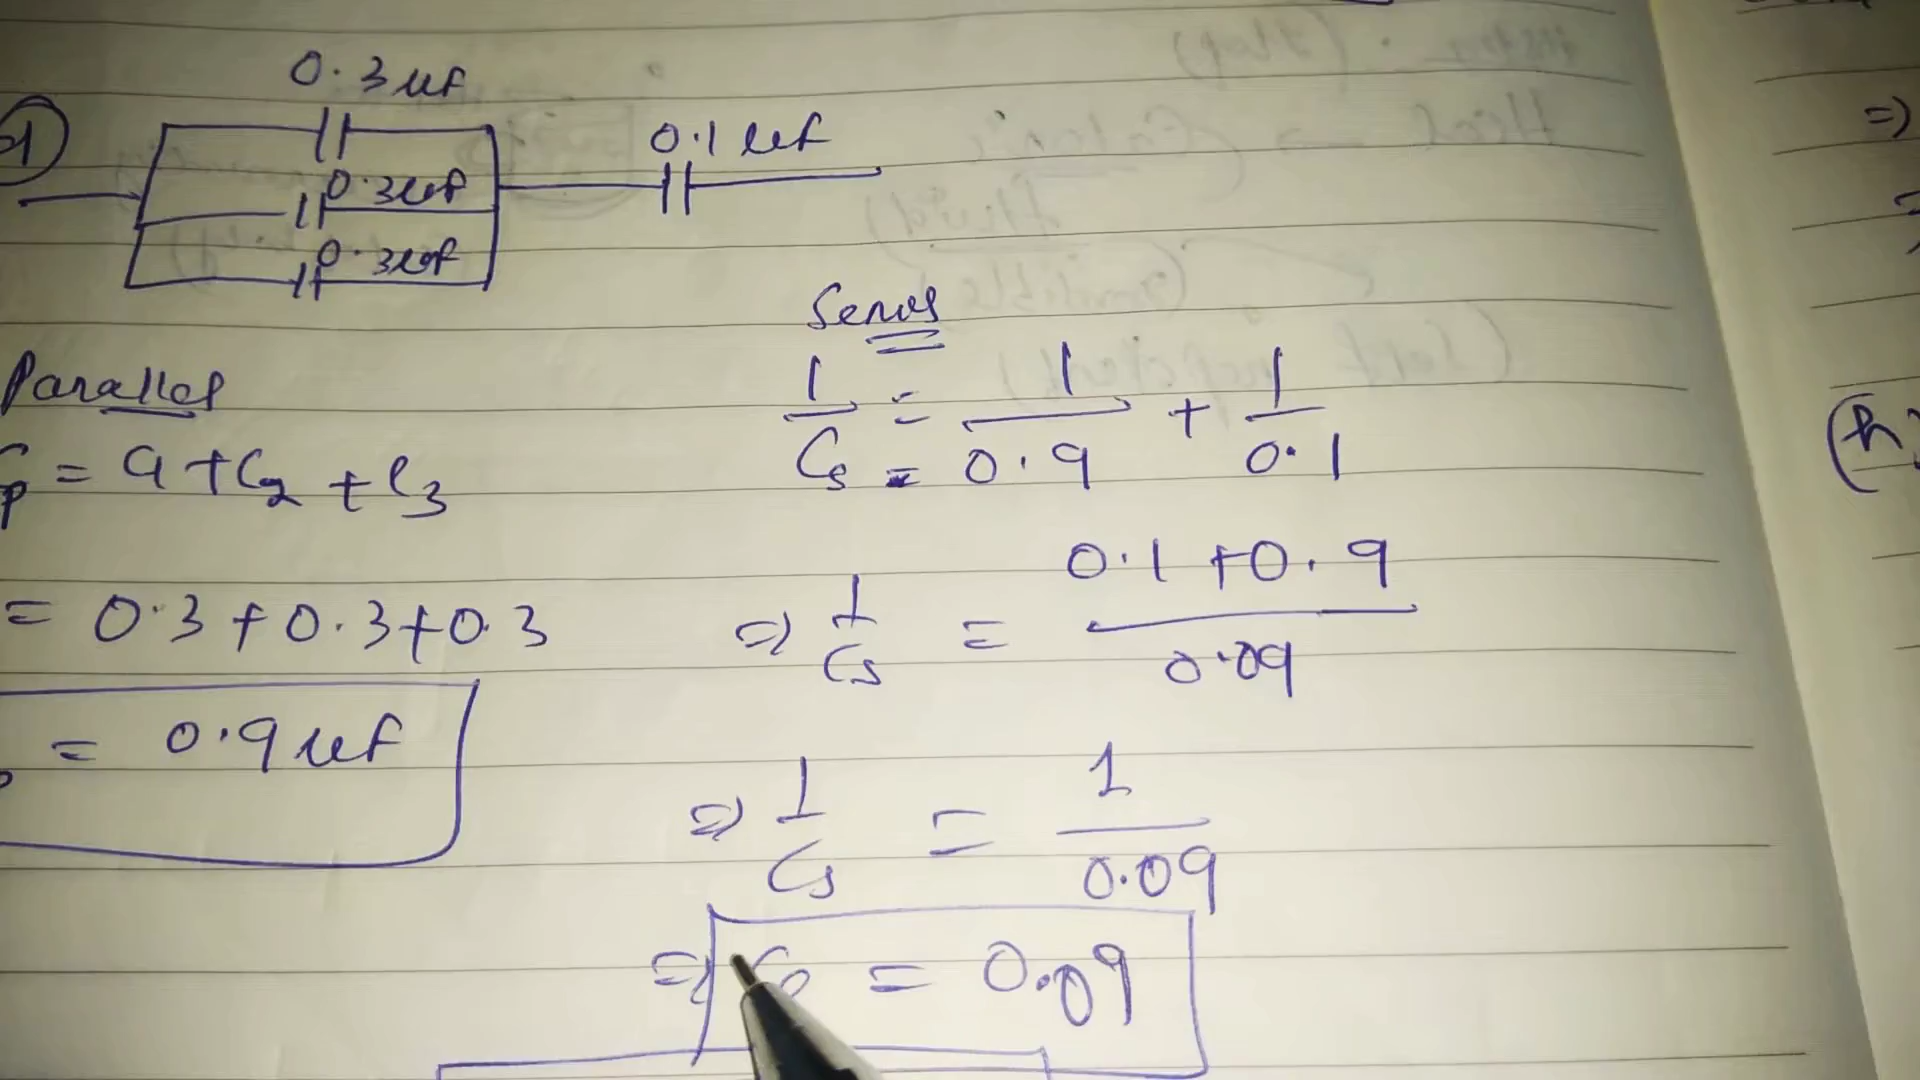 0.3 uf
0.1 uf
0.3uf
0.3uf
Series
Parallel
1/Cs = 1/0.9 + 1/0.1
Cp = C1 + C2 + C3
=> 1/Cs = 0.1 + 0.9/0.09
= 0.3 + 0.3 + 0.3
= 0.9 uf
=> 1/Cs = 1/0.09
=> Cs = 0.09
=)
(h)